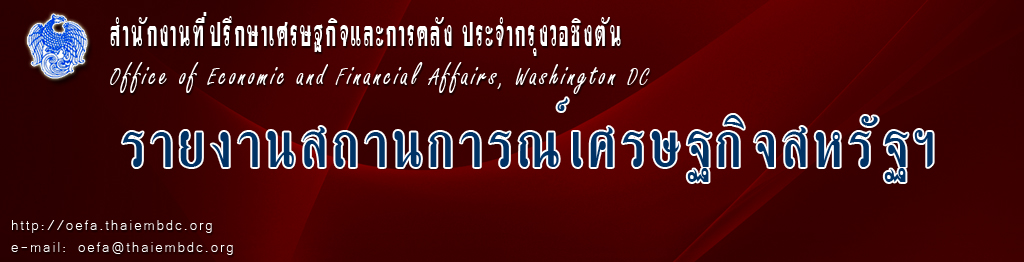 สำนักงานที่ปรึกษาเศรษฐกิจและการคลัง ประจำกรุงวอชิงตัน
Office of Economic and Financial Affairs, Washington DC
รายงานสถานการณ์เศรษฐกิจสหรัฐฯ
http://oefa.thaiembdc.org
e-mail: oefa@thaiembdc.org